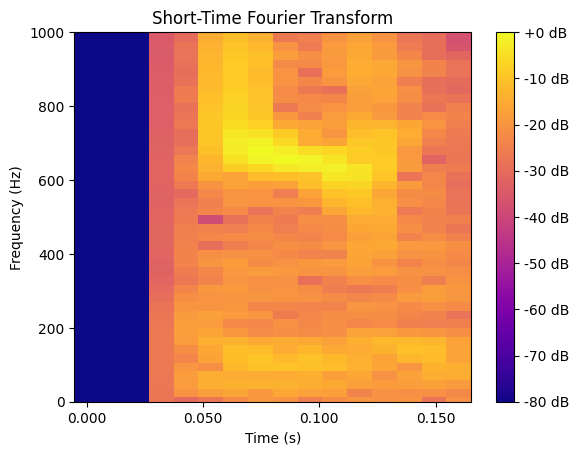 Short-Time Fourier Transform
1000
800
600
400
200
0
Frequency (Hz)
0.000
0.050
0.100
0.150
Time (s)
+0 dB
-10 dB
-20 dB
-30 dB
-40 dB
-50 dB
-60 dB
-70 dB
-80 dB